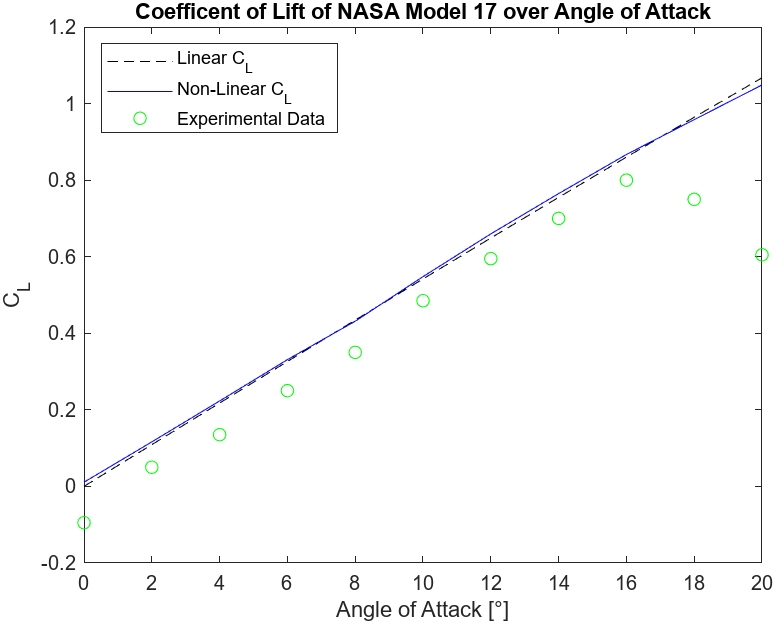 Coefficent of Lift of NASA Model 17 over Angle of Attack
1.2
1
0.8
0.6
0.4
0.2
0
-0.2
C_L
Linear C_L
Non-Linear C_L
Experimental Data
0 2 4 6 8 10 12 14 16 18 20
Angle of Attack [°]